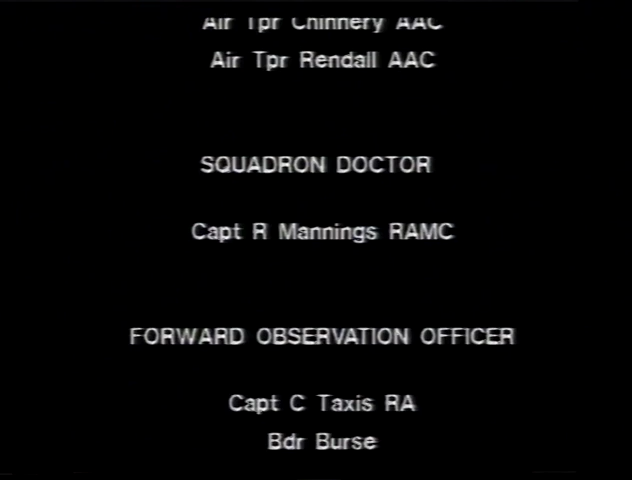 Air Tpr Chinnery AAC
Air Tpr Rendall AAC
SQUADRON DOCTOR
Capt R Mannings RAMC
FORWARD OBSERVATION OFFICER
Capt C Taxis RA
Bdr Burse